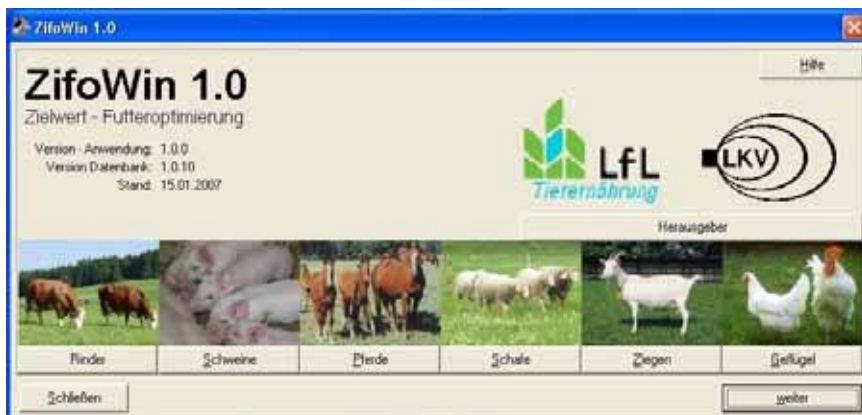 ZifoWin 1.0
Hilfe
ZifoWin 1.0
Zielwert - Futteroptimierung
Version - Anwendung: 1.0.0
Version Datenbank: 1.0.10
Stand: 15.01.2007
LfL
Tierernährung
LKV
Herausgeber
Rinder Schweine Pferde Schafe Ziegen Geflügel
Schließen weiter